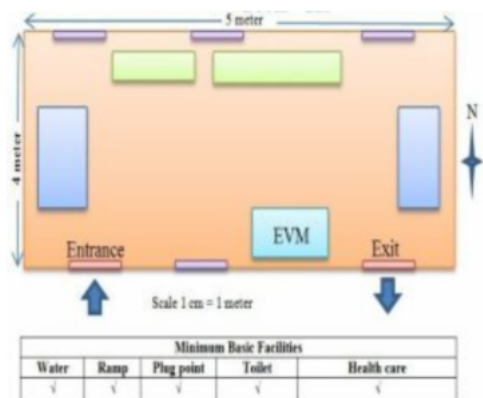 5 meter
4 meter
N
EVM
Entrance
Exit
Scale 1 cm = 1 meter
Minimum Basic Facilities
Water Ramp Plug point Toilet Health care
√ √ √ √ √